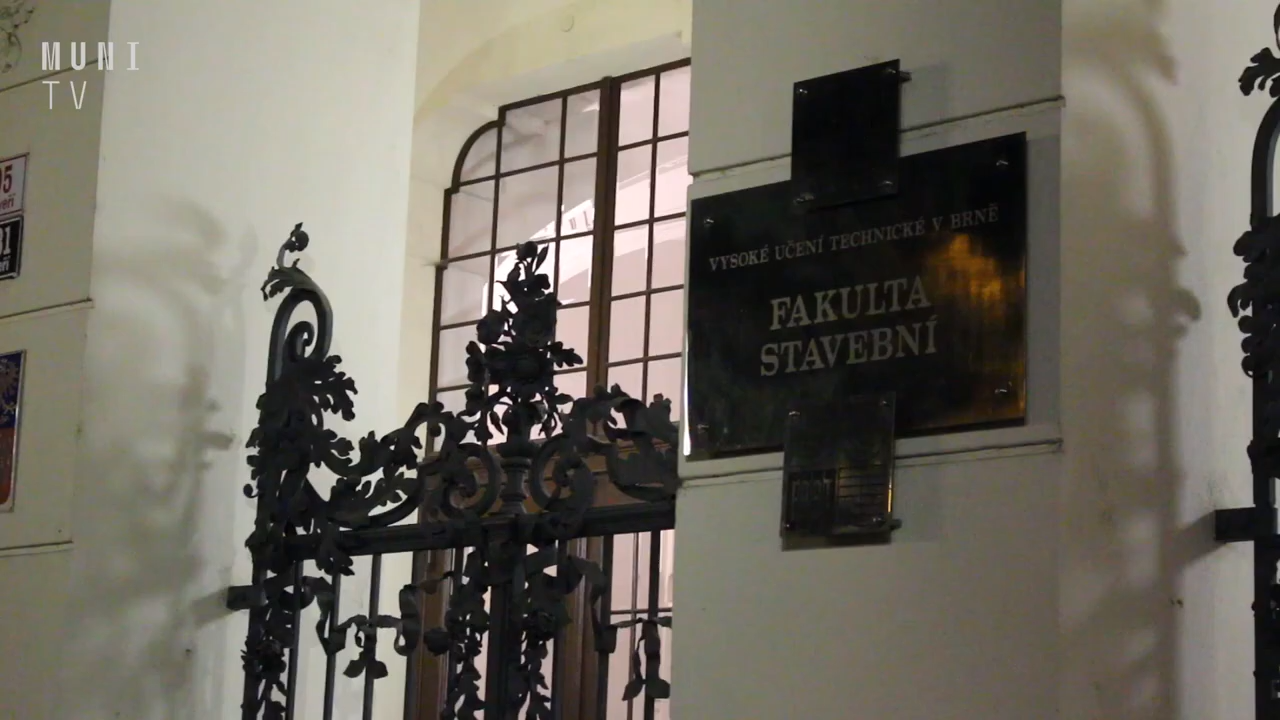 MUNI
TV
VYSOKÉ UČENÍ TECHNICKÉ V BRNĚ
FAKULTA
STAVEBNÍ